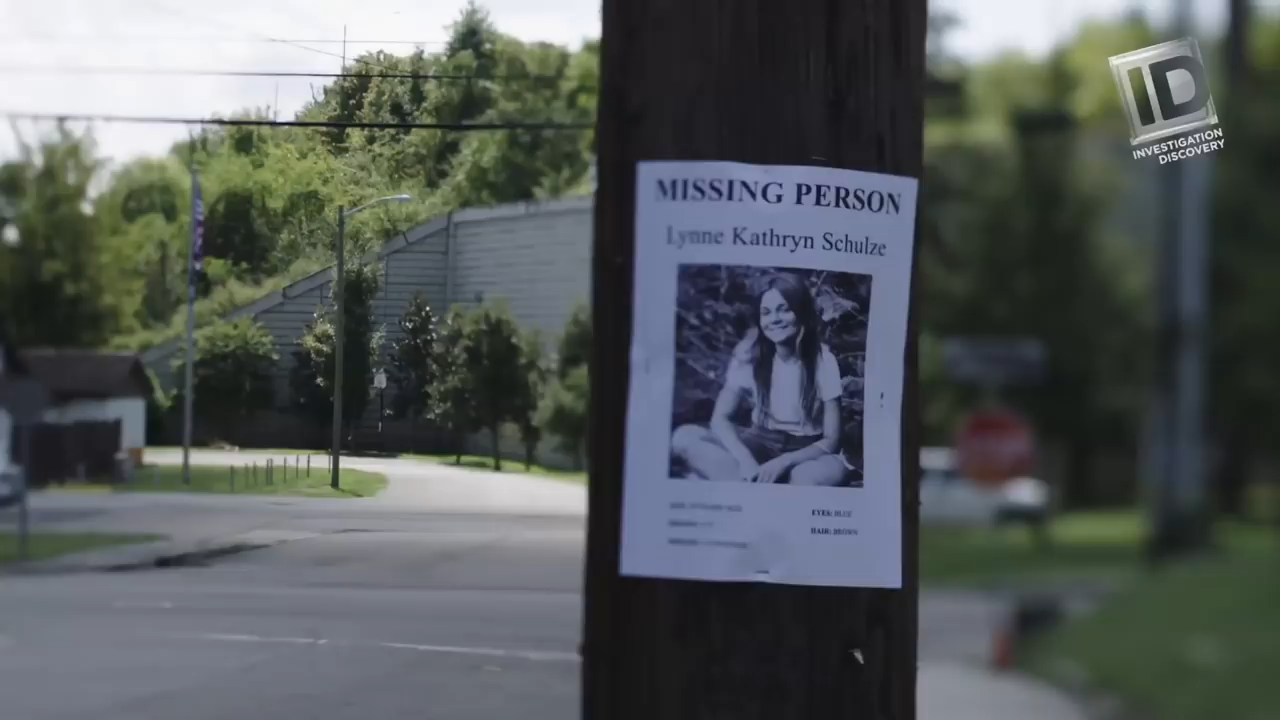 ID
INVESTIGATION
DISCOVERY
MISSING PERSON
Lynne Kathryn Schulze
EYES: BLUE
HAIR: BROWN